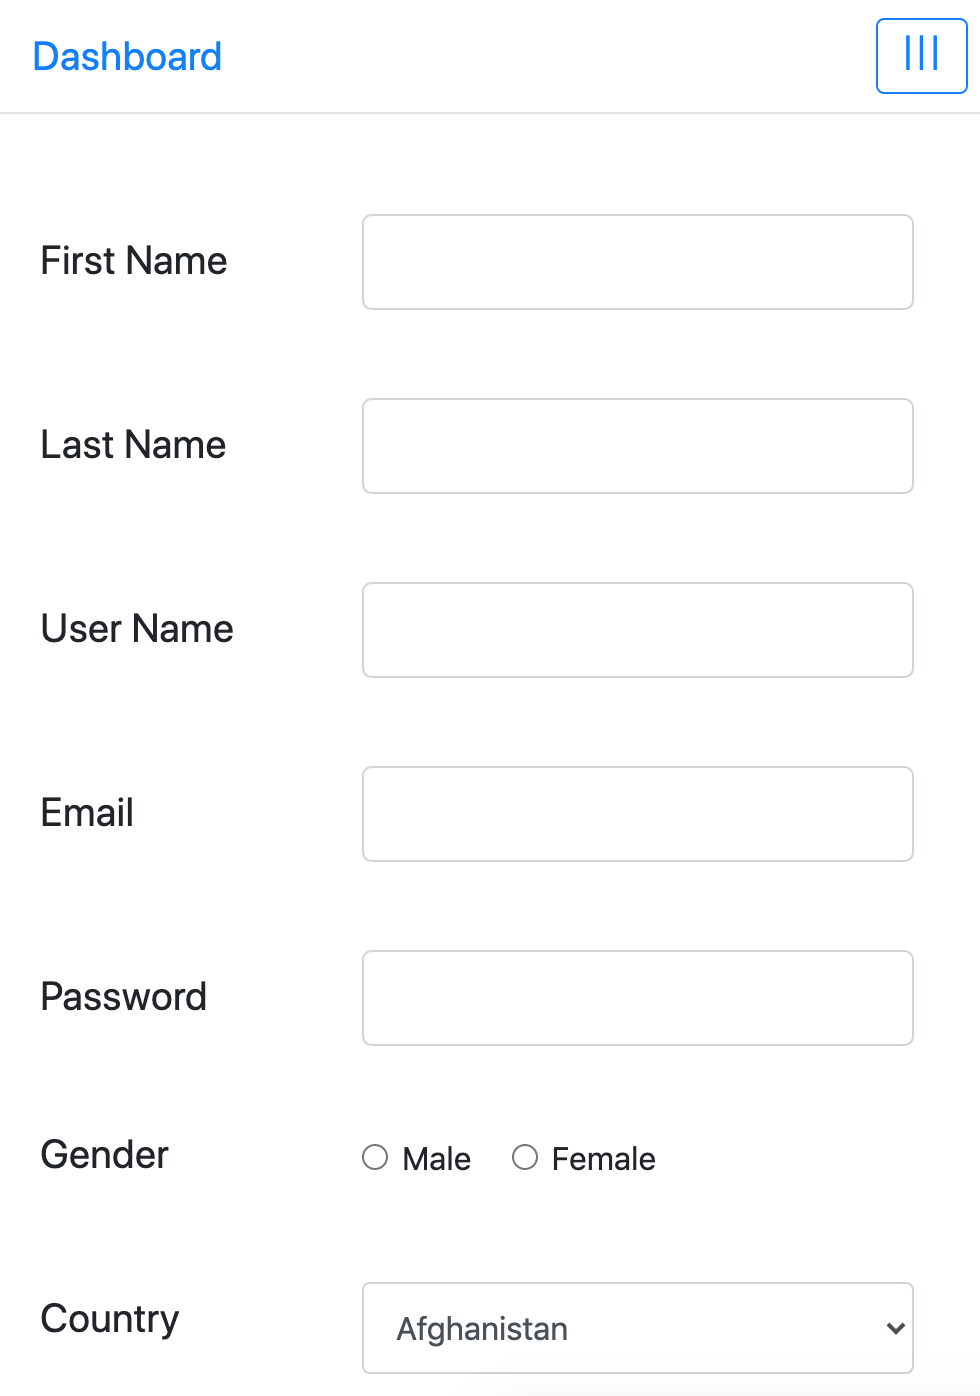 Dashboard
First Name
Last Name
User Name
Email
Password
Gender Male Female
Country Afghanistan